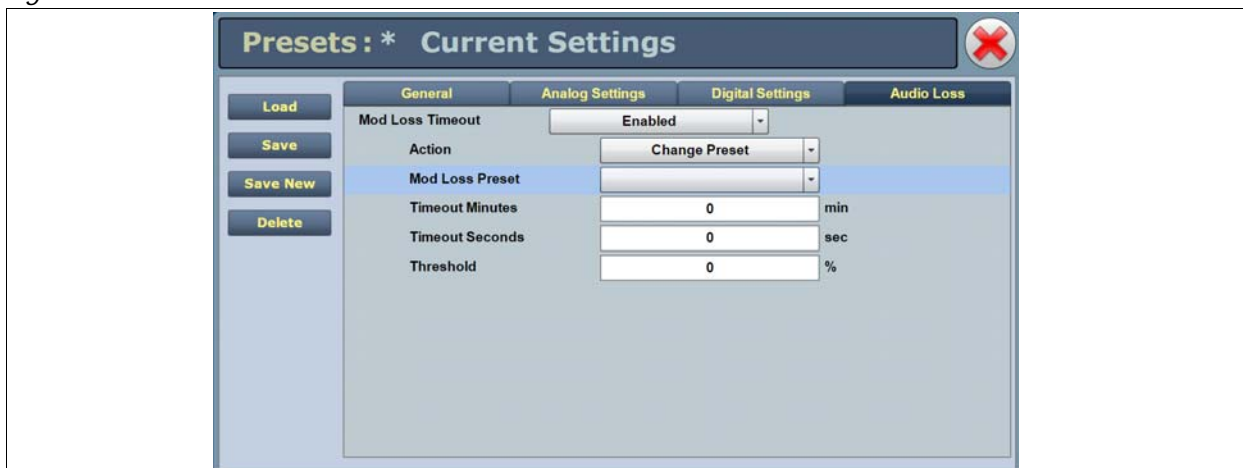 Presets: * Current Settings
General Analog Settings Digital Settings Audio Loss
Load
Save
Save New
Delete
Mod Loss Timeout Enabled
Action Change Preset
Mod Loss Preset
Timeout Minutes 0 min
Timeout Seconds 0 sec
Threshold 0 %